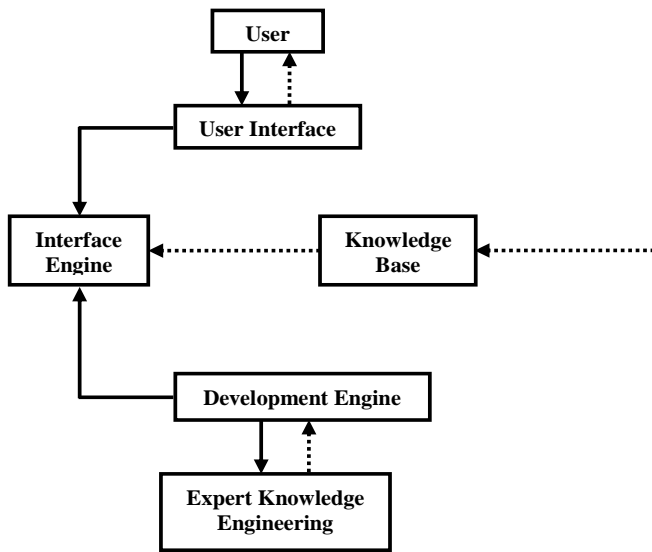 User
User Interface
Interface
Engine
Knowledge
Base
Development Engine
Expert Knowledge
Engineering